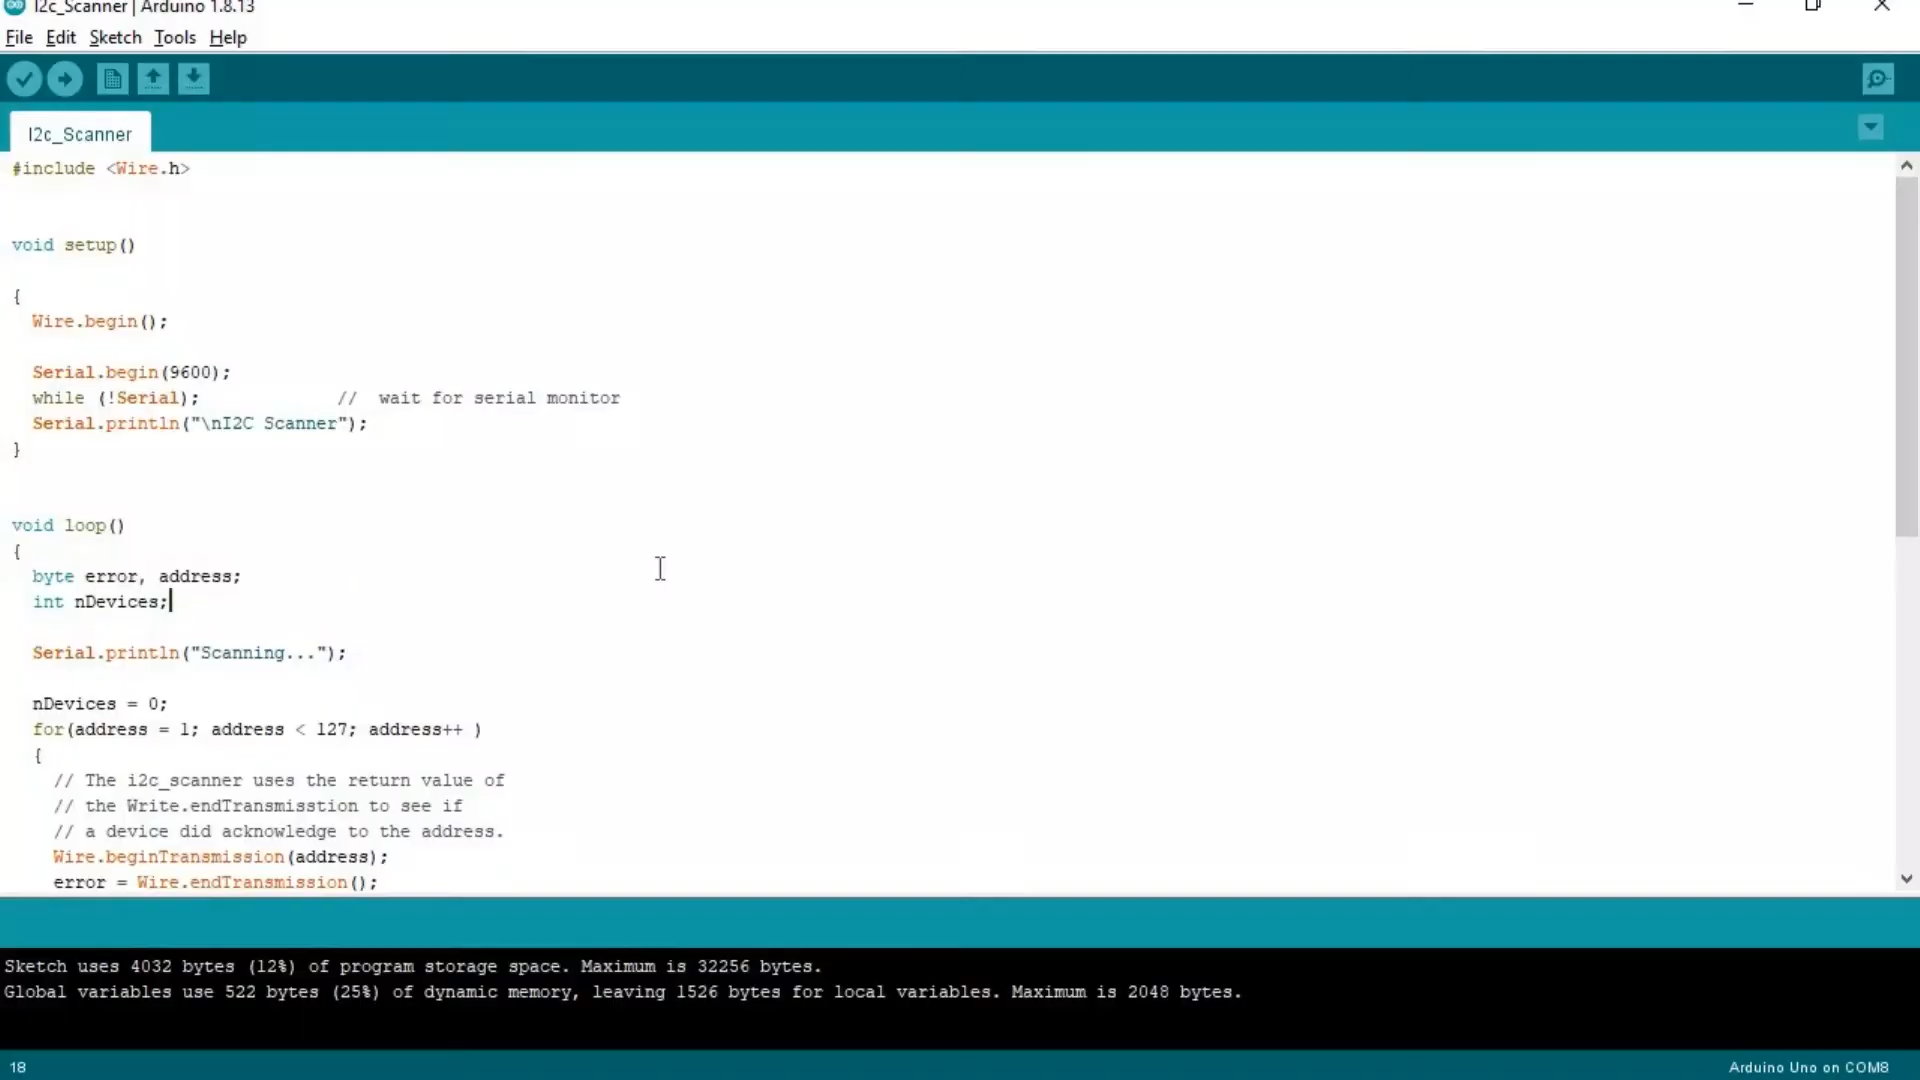 I2c_Scanner | Arduino 1.8.13
File Edit Sketch Tools Help
I2c_Scanner
#include <Wire.h>
void setup()
{
Wire.begin();
Serial.begin(9600);
while (!Serial); // wait for serial monitor
Serial.println("\nI2C Scanner");
}
void loop()
{
byte error, address;
int nDevices;
Serial.println("Scanning...");
nDevices = 0;
for(address = 1; address < 127; address++ )
{
// The i2c_scanner uses the return value of
// the Write.endTransmisstion to see if
// a device did acknowledge to the address.
Wire.beginTransmission(address);
error = Wire.endTransmission();
Sketch uses 4032 bytes (12%) of program storage space. Maximum is 32256 bytes.
Global variables use 522 bytes (25%) of dynamic memory, leaving 1526 bytes for local variables. Maximum is 2048 bytes.
18 Arduino Uno on COM8